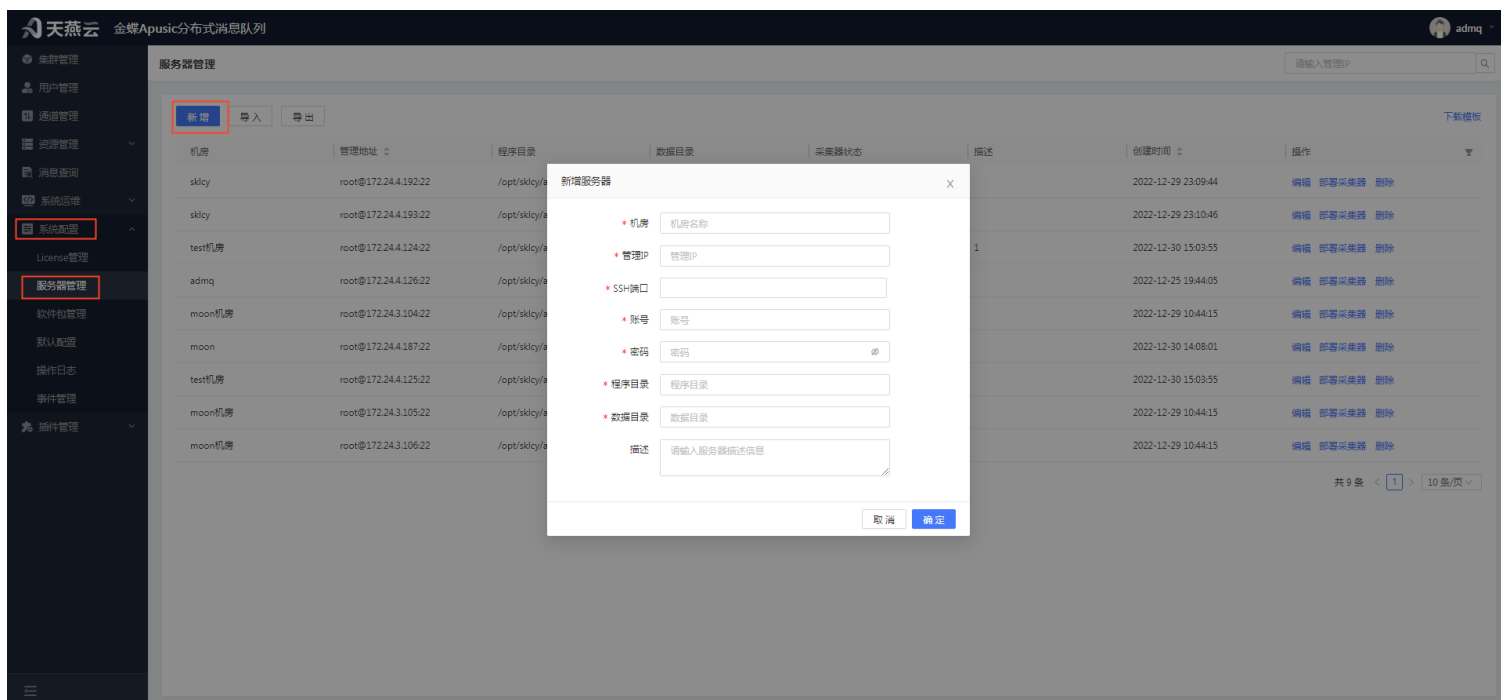 天燕云 金蝶Apusic分布式消息队列 admq
集群管理
用户管理
通道管理
资源管理
消息查询
系统运维
系统配置
License管理
服务器管理
软件包管理
默认配置
操作日志
事件管理
插件管理
服务器管理 请输入管理IP
新增 导入 导出 下载模板
机房 管理地址 程序目录 数据目录 采集器状态 描述 创建时间 操作
sklcy root@172.24.4.192:22 /opt/sklcy/a 2022-12-29 23:09:44 编辑 部署采集器 删除
sklcy root@172.24.4.193:22 /opt/sklcy/a 2022-12-29 23:10:46 编辑 部署采集器 删除
test机房 root@172.24.4.124:22 /opt/sklcy/a 1 2022-12-30 15:03:55 编辑 部署采集器 删除
admq root@172.24.4.126:22 /opt/sklcy/a 2022-12-25 19:44:05 编辑 部署采集器 删除
moon机房 root@172.24.3.104:22 /opt/sklcy/a 2022-12-29 10:44:15 编辑 部署采集器 删除
moon root@172.24.4.187:22 /opt/sklcy/a 2022-12-30 14:08:01 编辑 部署采集器 删除
test机房 root@172.24.4.125:22 /opt/sklcy/a 2022-12-30 15:03:55 编辑 部署采集器 删除
moon机房 root@172.24.3.105:22 /opt/sklcy/a 2022-12-29 10:44:15 编辑 部署采集器 删除
moon机房 root@172.24.3.106:22 /opt/sklcy/a 2022-12-29 10:44:15 编辑 部署采集器 删除
共 9 条 < 1 > 10 条/页
新增服务器 X
* 机房 机房名称
* 管理IP 管理IP
* SSH端口
* 账号 账号
* 密码 密码
* 程序目录 程序目录
* 数据目录 数据目录
描述 请输入服务器描述信息
取消 确定